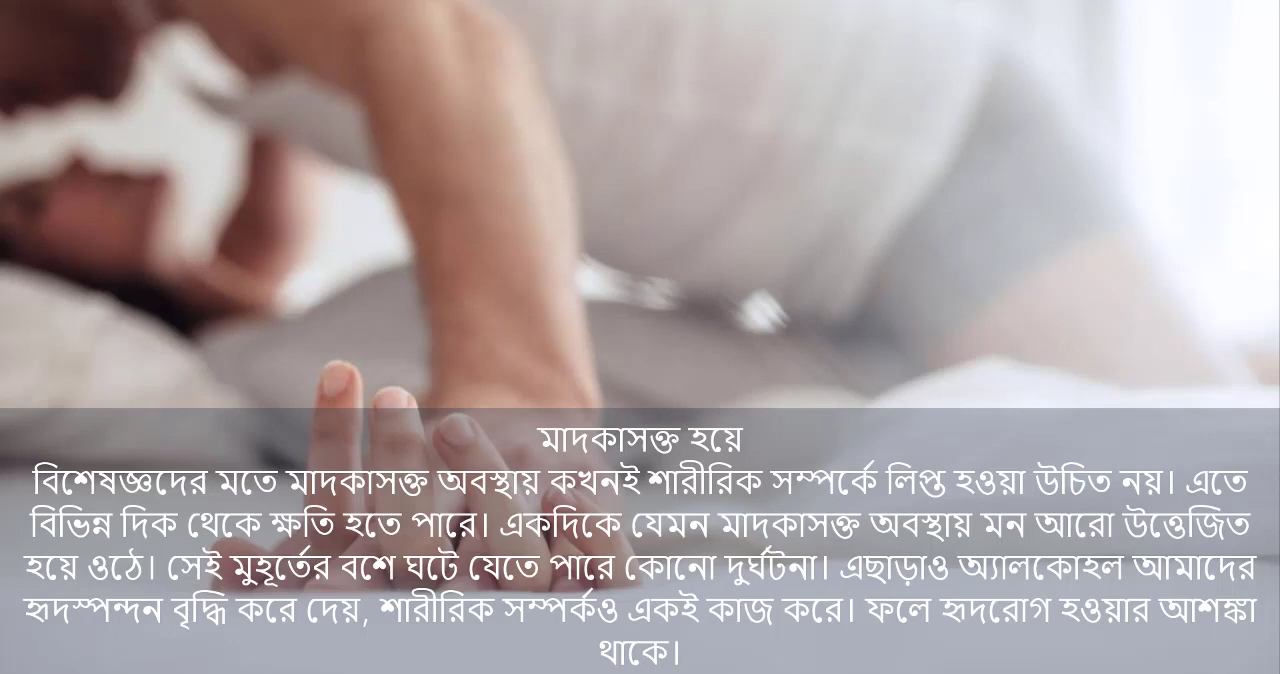 মাদকাসক্ত হয়ে
বিশেষজ্ঞদের মতে মাদকাসক্ত অবস্থায় কখনই শারীরিক সম্পর্কে লিপ্ত হওয়া উচিত নয়। এতে
বিভিন্ন দিক থেকে ক্ষতি হতে পারে। একদিকে যেমন মাদকাসক্ত অবস্থায় মন আরো উত্তেজিত
হয়ে ওঠে। সেই মুহূর্তের বশে ঘটে যেতে পারে কোনো দুর্ঘটনা। এছাড়াও অ্যালকোহল আমাদের
হৃদস্পন্দন বৃদ্ধি করে দেয়, শারীরিক সম্পর্কও একই কাজ করে। ফলে হৃদরোগ হওয়ার আশঙ্কা
থাকে।